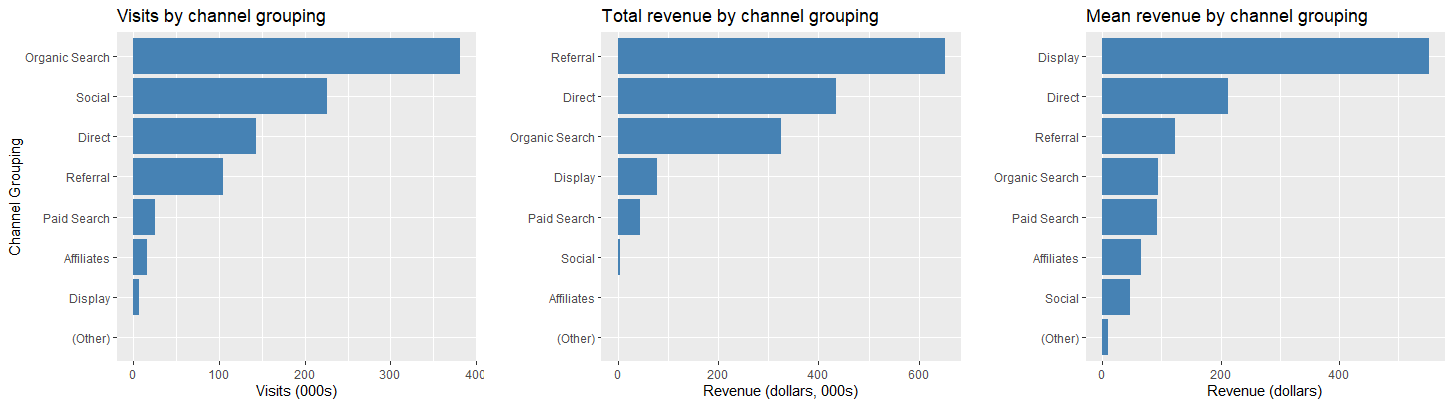 Visits by channel grouping
Channel Grouping
Organic Search
Social
Direct
Referral
Paid Search
Affiliates
Display
(Other)
0 100 200 300 400
Visits (000s)
Total revenue by channel grouping
Referral
Direct
Organic Search
Display
Paid Search
Social
Affiliates
(Other)
0 200 400 600
Revenue (dollars, 000s)
Mean revenue by channel grouping
Display
Direct
Referral
Organic Search
Paid Search
Affiliates
Social
(Other)
0 200 400
Revenue (dollars)